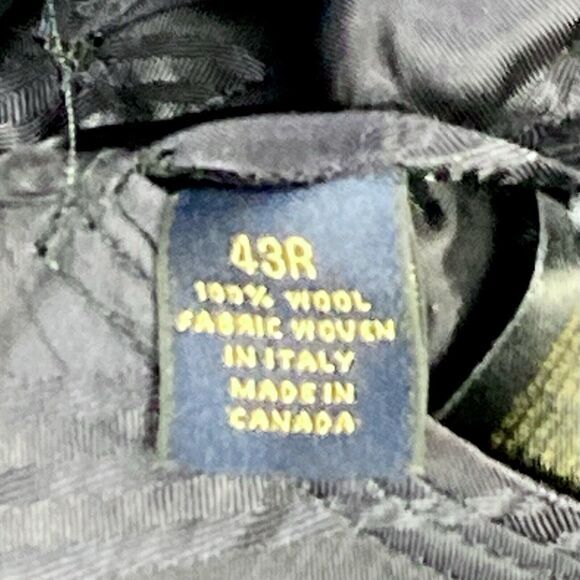 43R
100% WOOL
FABRIC WOVEN
IN ITALY
MADE IN
CANADA